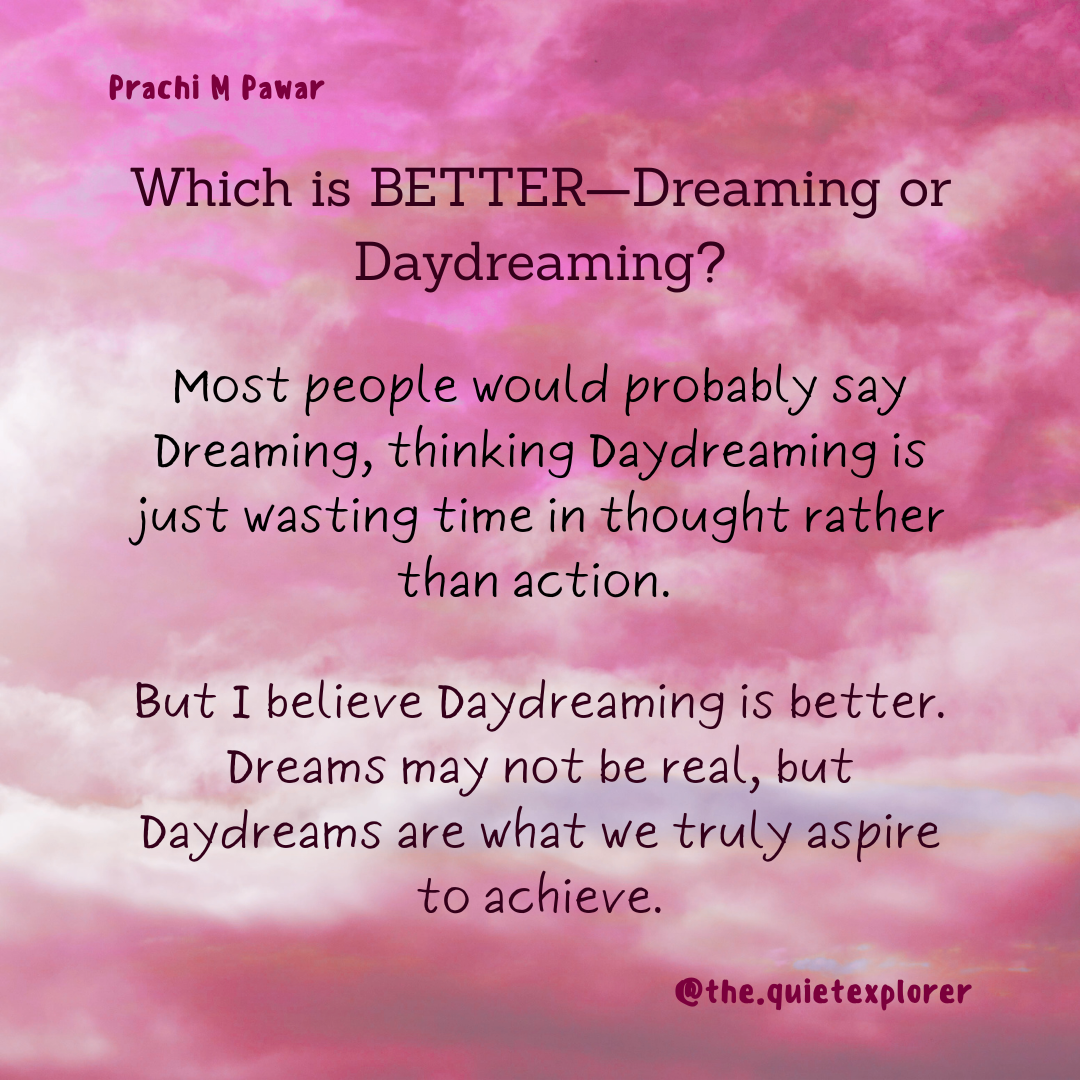 Prachi M Pawar
Which is BETTER—Dreaming or
Daydreaming?
Most people would probably say
Dreaming, thinking Daydreaming is
just wasting time in thought rather
than action.
But I believe Daydreaming is better.
Dreams may not be real, but
Daydreams are what we truly aspire
to achieve.
@the.quietexplorer